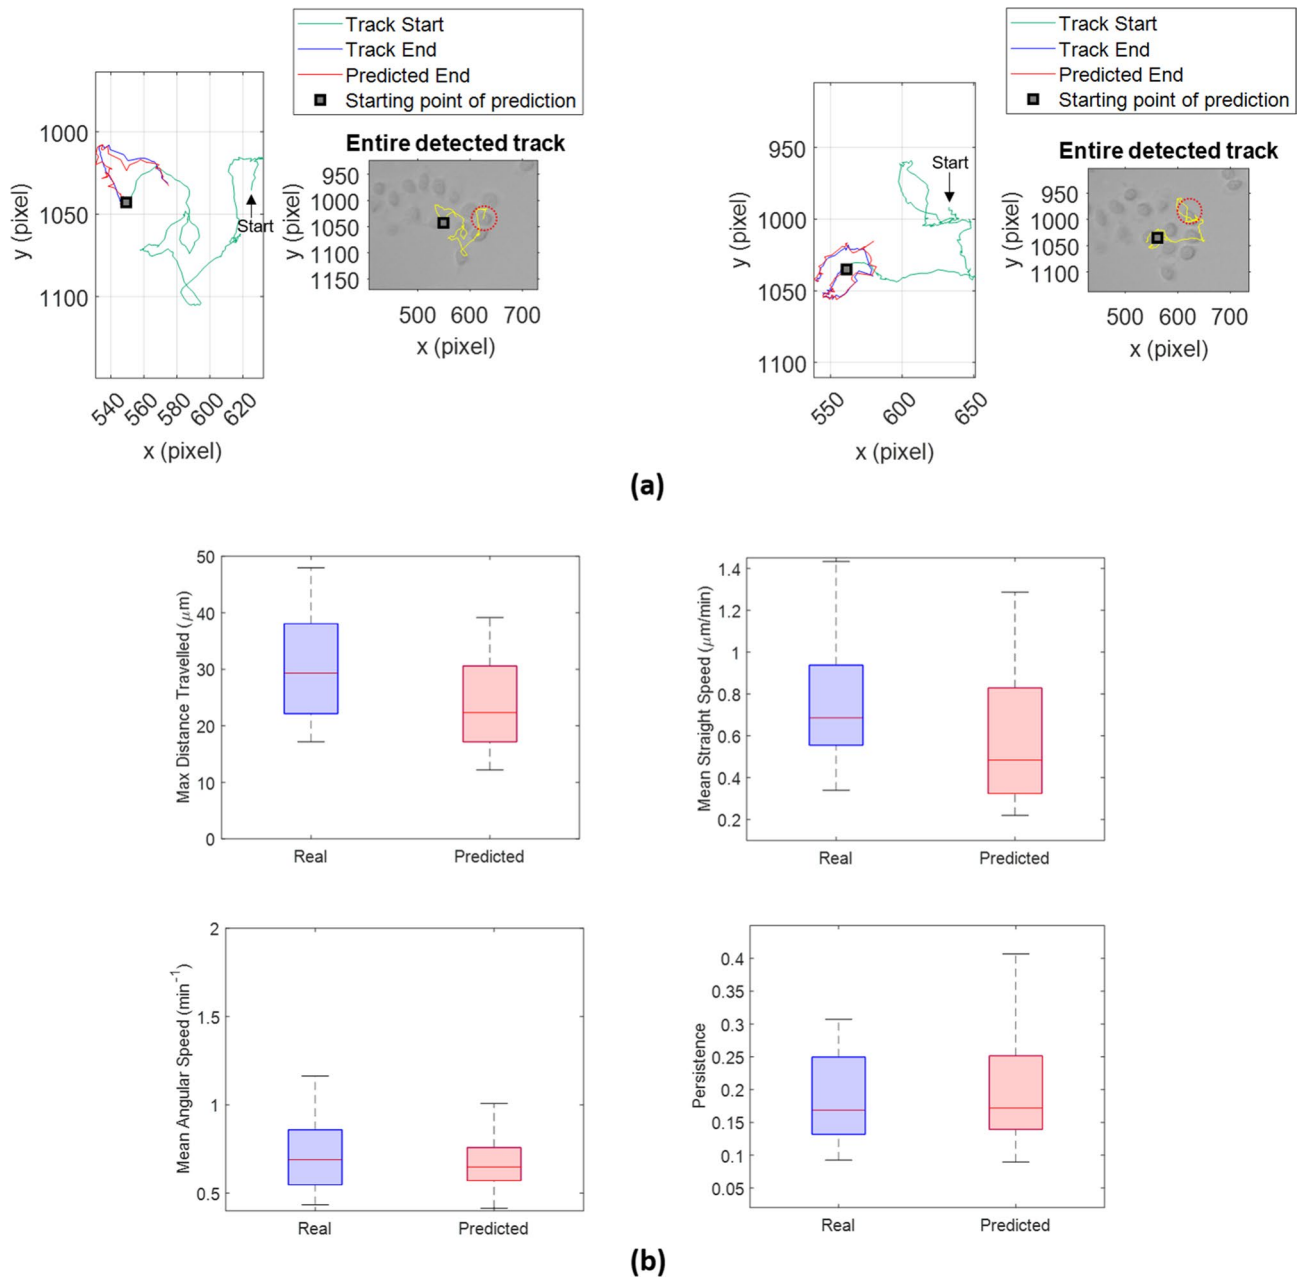 Track Start
Track End
Predicted End
Starting point of prediction
Entire detected track
1000
1050
1100
y (pixel)
540
560
580
600
620
x (pixel)
Start
950
1000
1050
1100
1150
y (pixel)
500
600
700
x (pixel)
Track Start
Track End
Predicted End
Starting point of prediction
Entire detected track
950
1000
1050
1100
y (pixel)
550
600
650
x (pixel)
Start
950
1000
1050
1100
y (pixel)
500
600
700
x (pixel)
(a)
50
40
30
20
10
0
Max Distance Travelled (μm)
Real
Predicted
1.4
1.2
1
0.8
0.6
0.4
0.2
Mean Straight Speed (μm/min)
Real
Predicted
2
1.5
1
0.5
Mean Angular Speed (min⁻¹)
Real
Predicted
0.4
0.35
0.3
0.25
0.2
0.15
0.1
0.05
Persistence
Real
Predicted
(b)